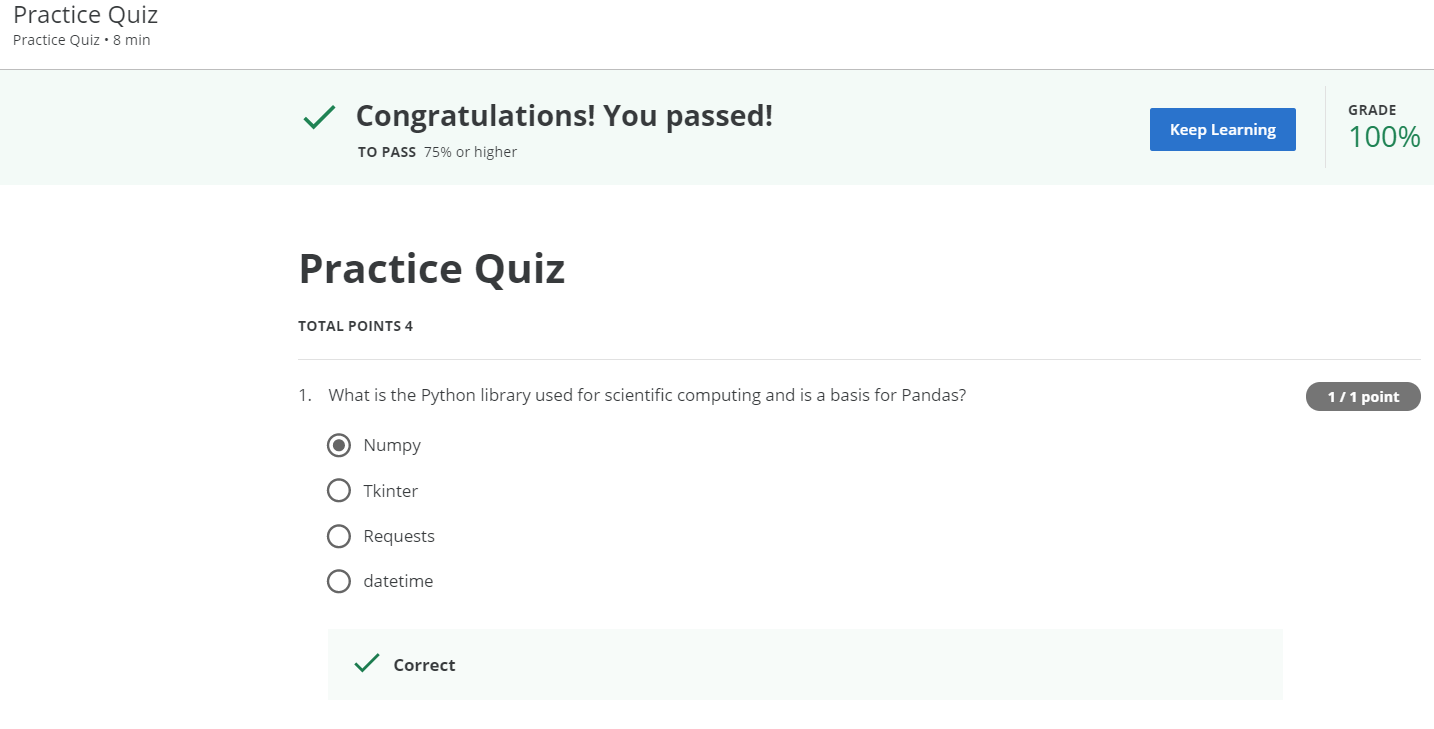 Practice Quiz
Practice Quiz • 8 min
Congratulations! You passed!
TO PASS 75% or higher
Keep Learning
GRADE
100%
Practice Quiz
TOTAL POINTS 4
1. What is the Python library used for scientific computing and is a basis for Pandas?
1 / 1 point
Numpy
Tkinter
Requests
datetime
Correct